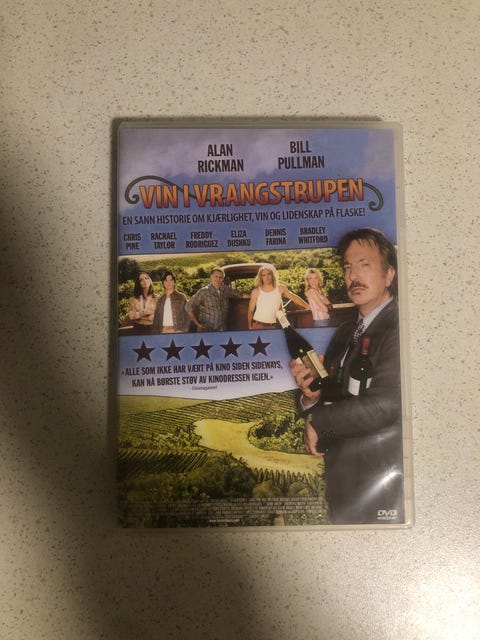 ALAN RICKMAN
BILL PULLMAN
VIN I VRANGSTRUPEN
EN SANN HISTORIE OM KJÆRLIGHET, VIN OG LIDENSKAP PÅ FLASKE!
CHRIS PINE
RACHAEL TAYLOR
FREDDY RODRIGUEZ
ELIZA DUSHKU
DENNIS FARINA
BRADLEY WHITFORD
«ALLE SOM IKKE HAR VÆRT PÅ KINO SIDEN SIDEWAYS,
KAN NÅ BØRSTE STØV AV KINODRESSEN IGJEN.»
DVD